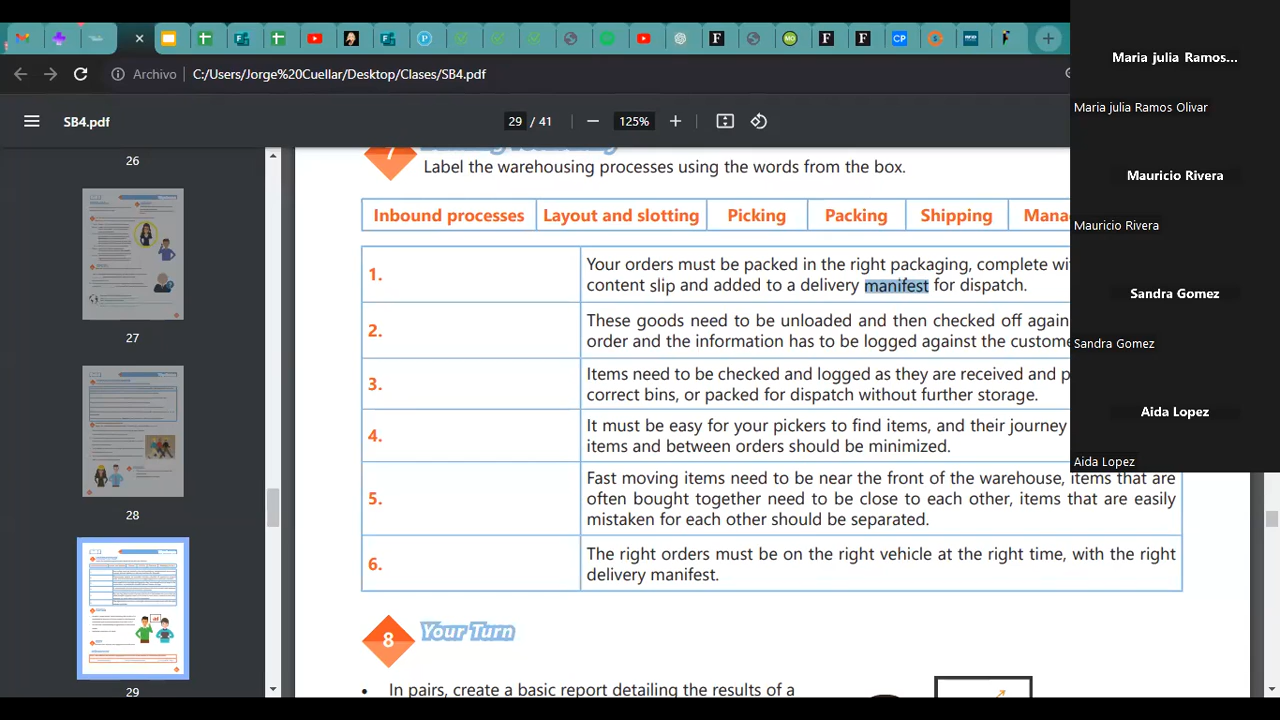 Maria julia Ramos...
Archivo
C:/Users/Jorge%20Cuellar/Desktop/Clases/SB4.pdf
Maria julia Ramos Olivar
SB4.pdf
29 / 41
125%
26
7
Label the warehousing processes using the words from the box.
Mauricio Rivera
Inbound processes
Layout and slotting
Picking
Packing
Shipping
Mauricio Rivera
1.
Your orders must be packed in the right packaging, complete
content slip and added to a delivery manifest for dispatch.
Sandra Gomez
2.
These goods need to be unloaded and then checked off
order and the information has to be logged against the
Sandra Gomez
27
3.
Items need to be checked and logged as they are received and
correct bins, or packed for dispatch without further storage.
Aida Lopez
4.
It must be easy for your pickers to find items, and their journey
items and between orders should be minimized.
Aida Lopez
5.
Fast moving items need to be near the front of the warehouse, items that are
often bought together need to be close to each other, items that are easily
mistaken for each other should be separated.
28
6.
The right orders must be on the right vehicle at the right time, with the right
delivery manifest.
8
Your Turn
• In pairs, create a basic report detailing the results of a
29